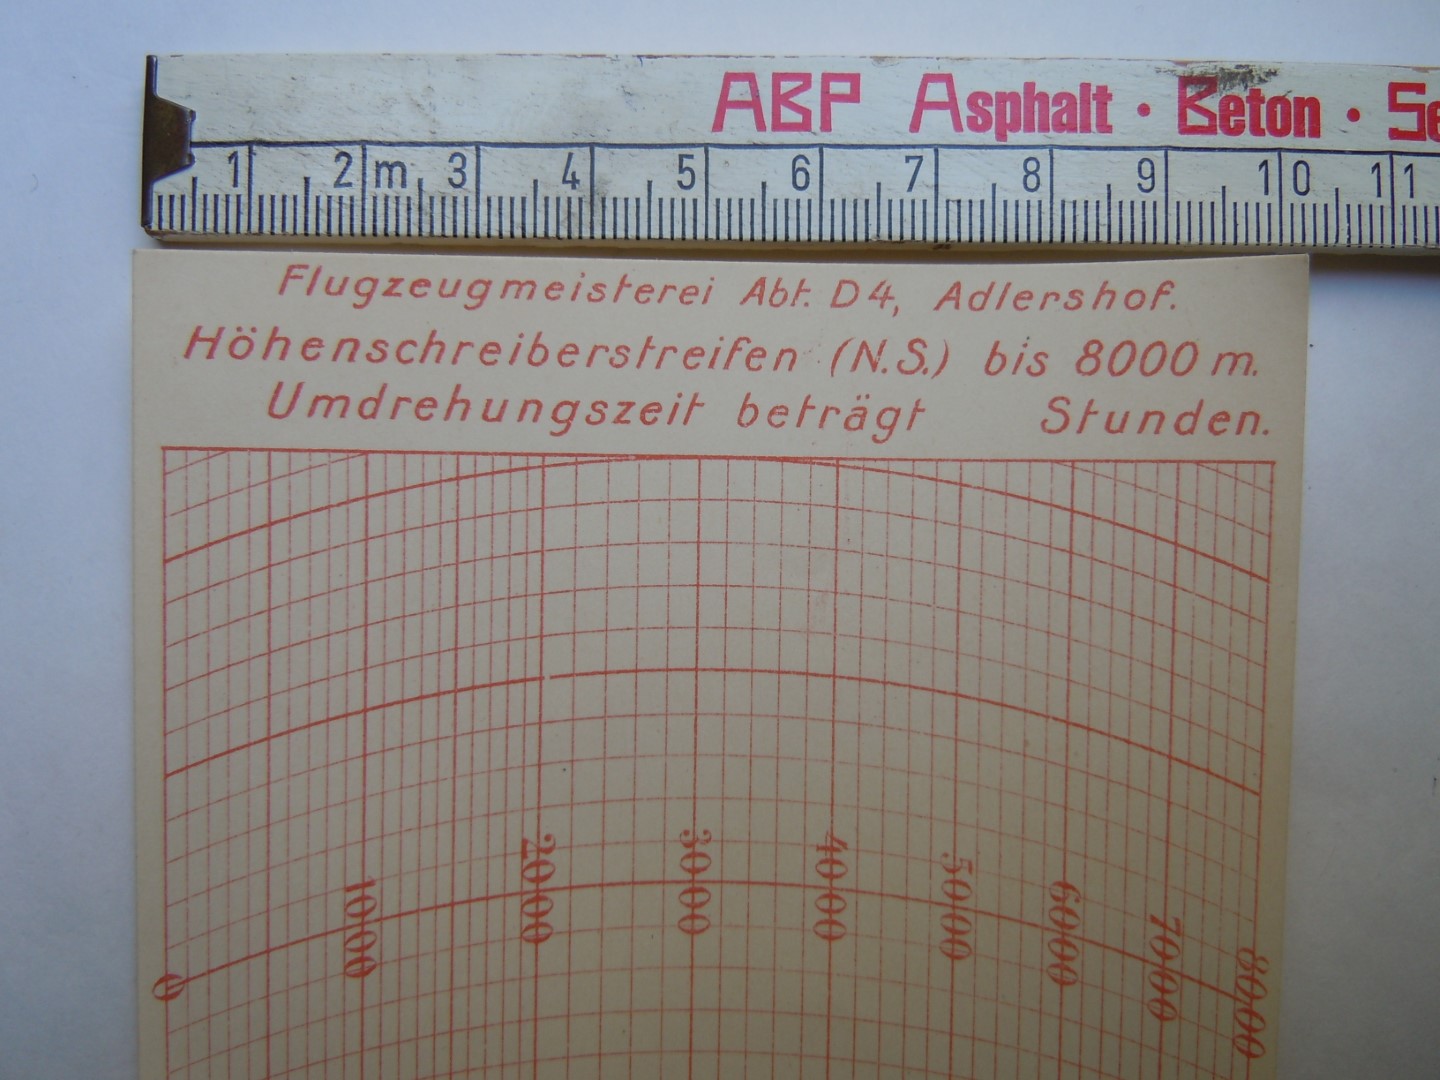 ABP Asphalt • Beton • Se
1 2 m 3 4 5 6 7 8 9 10 11
Flugzeugmeisterei Abt. D4, Adlershof.
Höhenschreiberstreifen (N.S.) bis 8000 m.
Umdrehungszeit beträgt Stunden.
0 1000 2000 3000 4000 5000 6000 7000 8000